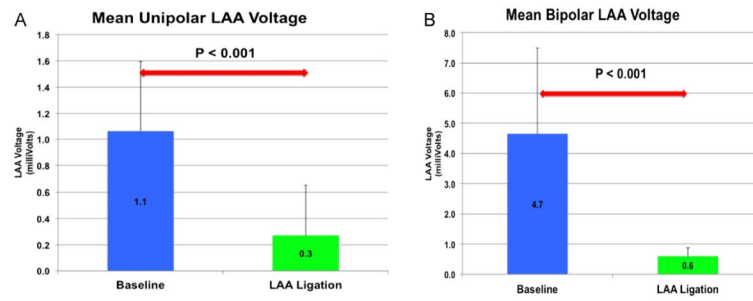 A
Mean Unipolar LAA Voltage
1.8
1.6
1.4
1.2
1.0
0.8
0.6
0.4
0.2
0.0
LAA Voltage
(milliVolts)
P < 0.001
1.1
0.3
Baseline
LAA Ligation
B
Mean Bipolar LAA Voltage
8.0
7.0
6.0
5.0
4.0
3.0
2.0
1.0
0.0
LAA Voltage
(milliVolts)
P < 0.001
4.7
0.6
Baseline
LAA Ligation